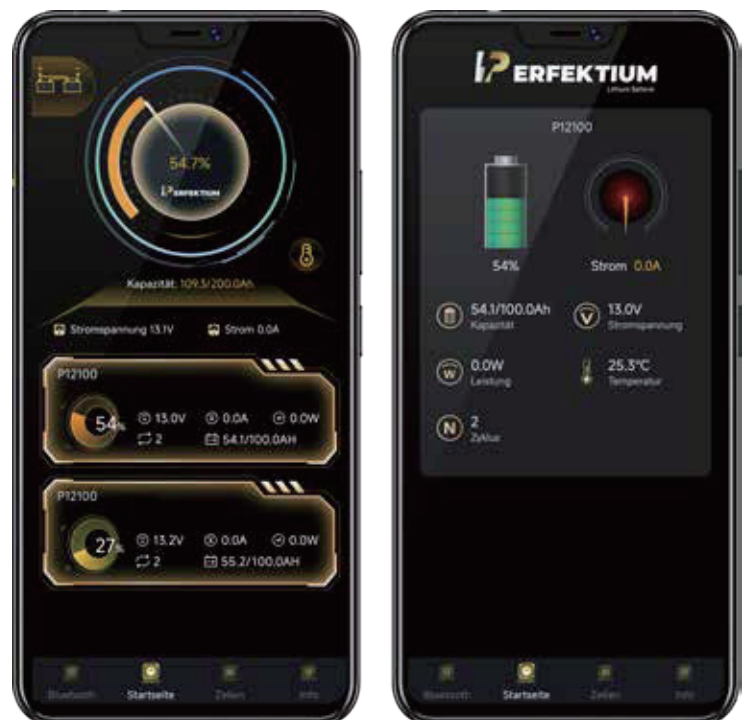 54.7%
PERFEKTIUM
Kapazität: 109.3/200.0Ah
Stromspannung 13.1V Strom 0.0A
P12100
54% 13.0V 0.0A 0.0W
2 54.1/100.0AH
P12100
27% 13.2V 0.0A 0.0W
2 55.2/100.0AH
Bluetooth Startseite Zellen Info
PERFEKTIUM
Lithium Batterie
P12100
54% Strom 0.0A
54.1/100.0Ah 13.0V
Kapazität Stromspannung
0.0W 25.3°C
Leistung Temperatur
2
Zyklus
Bluetooth Startseite Zellen Info